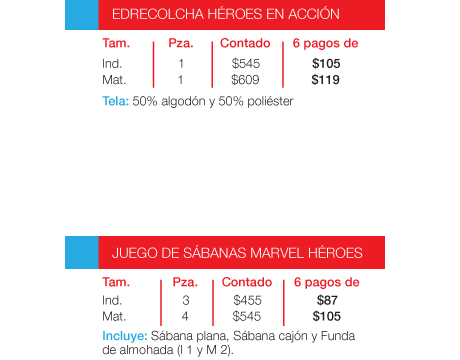 EDRECOLCHA HÉROES EN ACCIÓN
Tam. Pza. Contado 6 pagos de
Ind. 1 $545 $105
Mat. 1 $609 $119
Tela: 50% algodón y 50% poliéster
JUEGO DE SÁBANAS MARVEL HÉROES
Tam. Pza. Contado 6 pagos de
Ind. 3 $455 $87
Mat. 4 $545 $105
Incluye: Sábana plana, Sábana cajón y Funda
de almohada (I 1 y M 2).